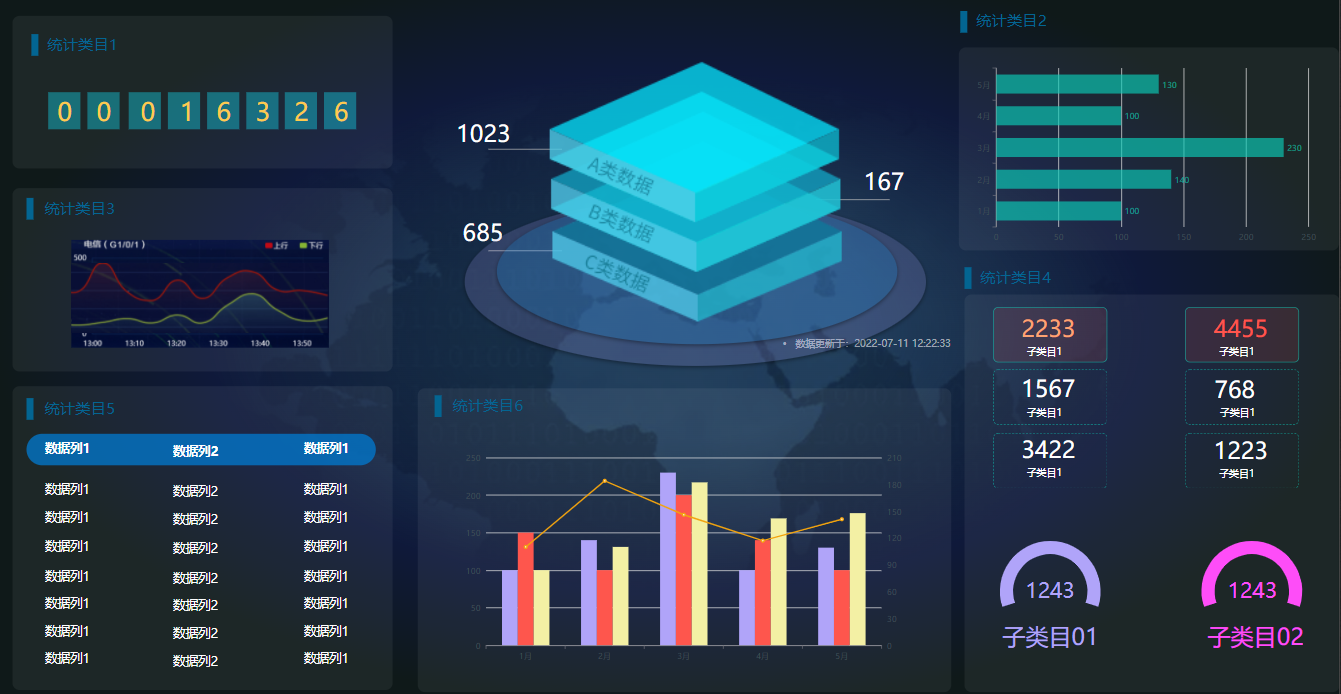 统计类目1
0 0 0 1 6 3 2 6
统计类目3
电信（G1/0/1） 上行 下行
500
0
13:00 13:10 13:20 13:30 13:40 13:50
统计类目5
数据列1 数据列2 数据列1
数据列1 数据列2 数据列1
数据列1 数据列2 数据列1
数据列1 数据列2 数据列1
数据列1 数据列2 数据列1
数据列1 数据列2 数据列1
数据列1 数据列2 数据列1
数据列1 数据列2 数据列1
1023
167
685
A类数据
B类数据
C类数据
数据更新于：2022-07-11 12:22:33
统计类目6
250 210
200 180
150 150
120
100 90
60
50 30
0 0
1月 2月 3月 4月 5月
统计类目2
5月 130
4月 100
3月 230
2月 140
1月 100
0 50 100 150 200 250
统计类目4
2233 4455
子类目1 子类目1
1567 768
子类目1 子类目1
3422 1223
子类目1 子类目1
1243 1243
子类目01 子类目02